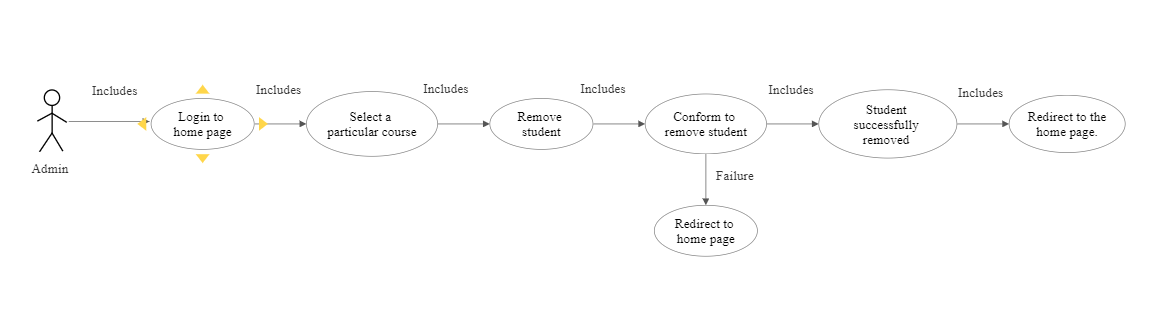 Includes
Includes
Includes
Includes
Includes
Includes
Admin
Login to
home page
Select a
particular course
Remove
student
Conform to
remove student
Student
successfully
removed
Redirect to the
home page.
Failure
Redirect to
home page